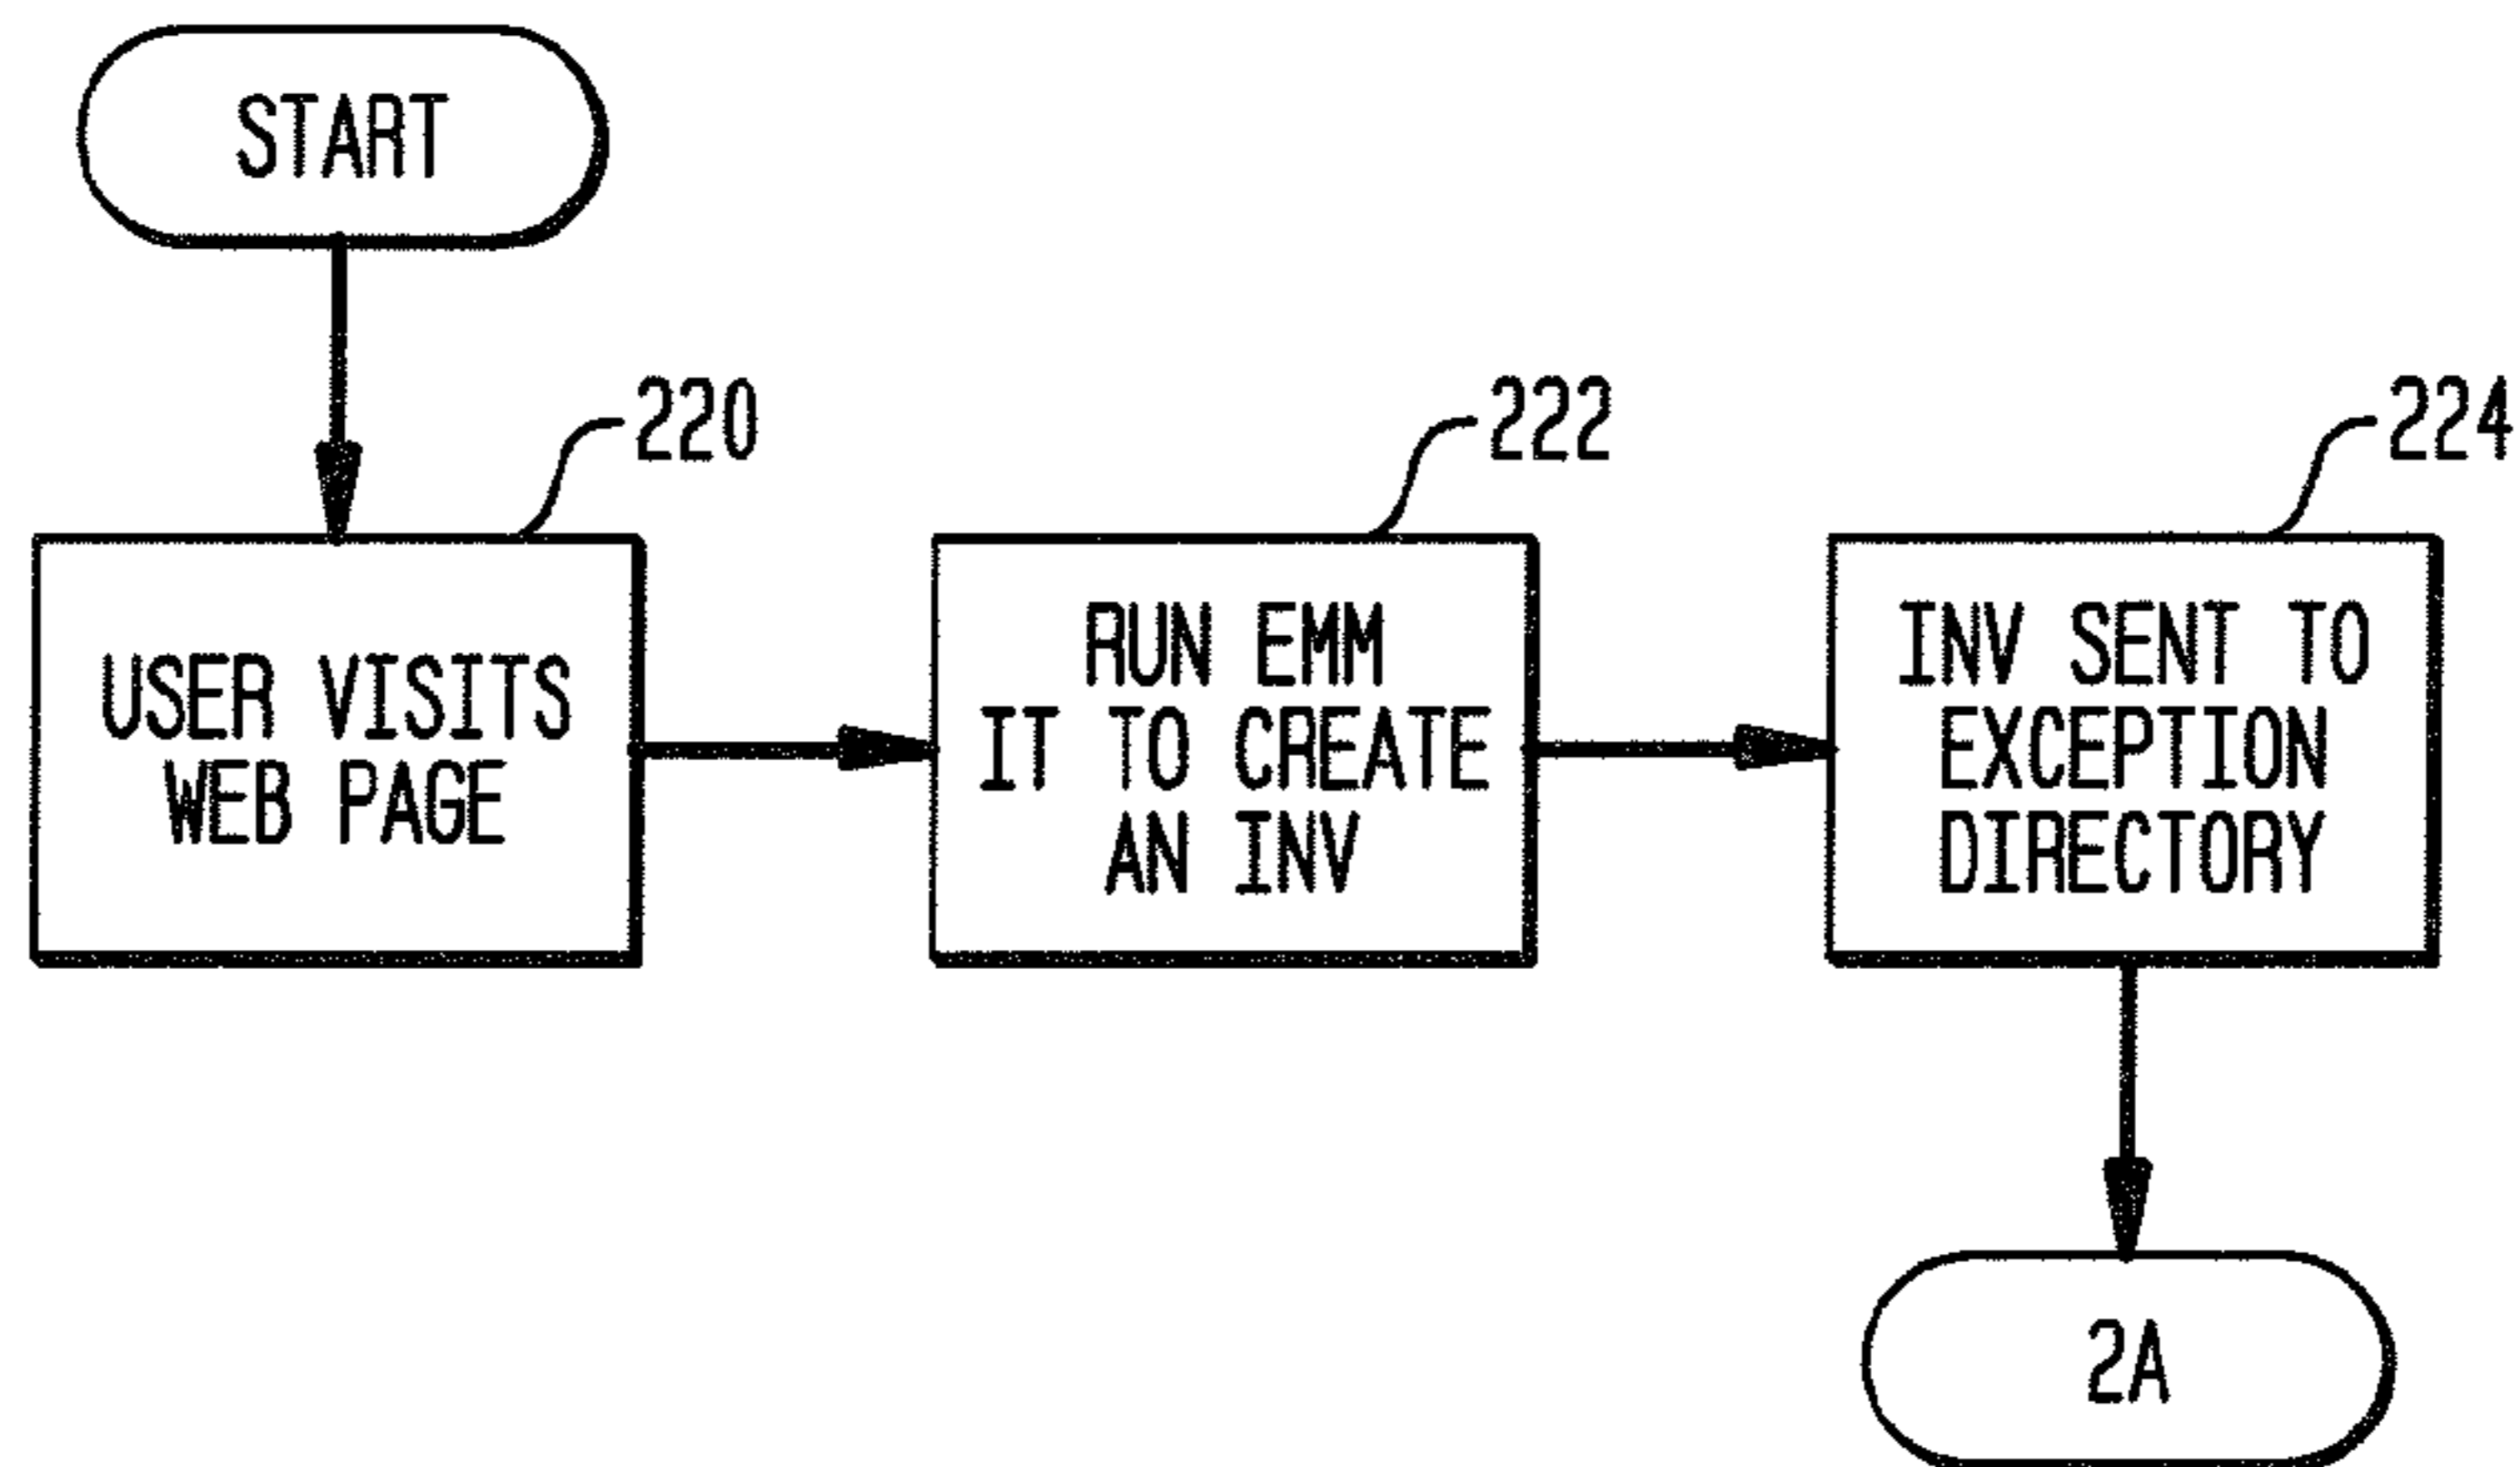 START
220
USER VISITS
WEB PAGE
222
RUN EMM
IT TO CREATE
AN INV
224
INV SENT TO
EXCEPTION
DIRECTORY
2A